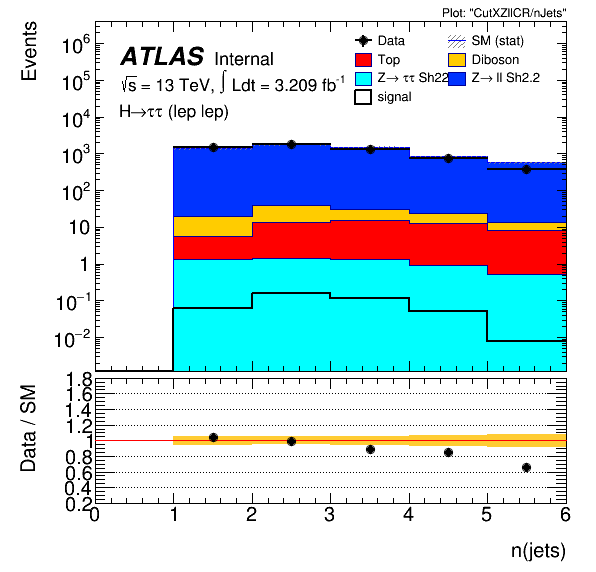 Plot: "CutXZllCR/nJets"
Events
10⁶
10⁵
10⁴
10³
10²
10
1
10⁻¹
10⁻²
ATLAS Internal
√s = 13 TeV, ∫ Ldt = 3.209 fb⁻¹
H→ττ (lep lep)
Data
SM (stat)
Top
Diboson
Z→ ττ Sh22
Z→ ll Sh2.2
signal
Data / SM
1.8
1.6
1.4
1.2
1
0.8
0.6
0.4
0.2
0 1 2 3 4 5 6
n(jets)